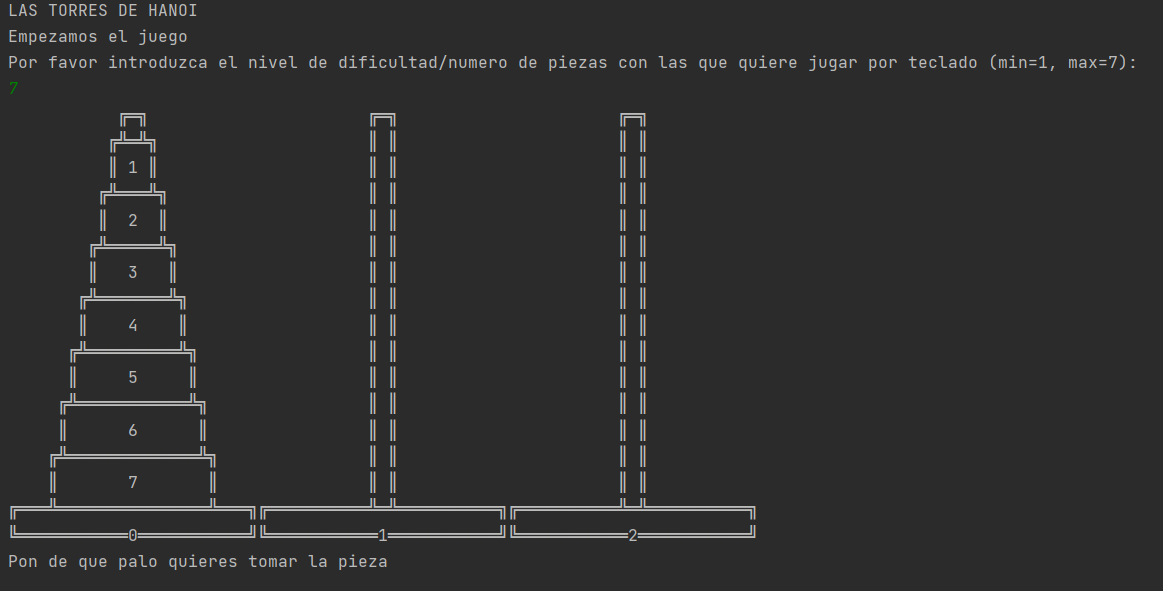 LAS TORRES DE HANOI
Empezamos el juego
Por favor introduzca el nivel de dificultad/numero de piezas con las que quiere jugar por teclado (min=1, max=7):
7
1
2
3
4
5
6
7
0 1 2
Pon de que palo quieres tomar la pieza